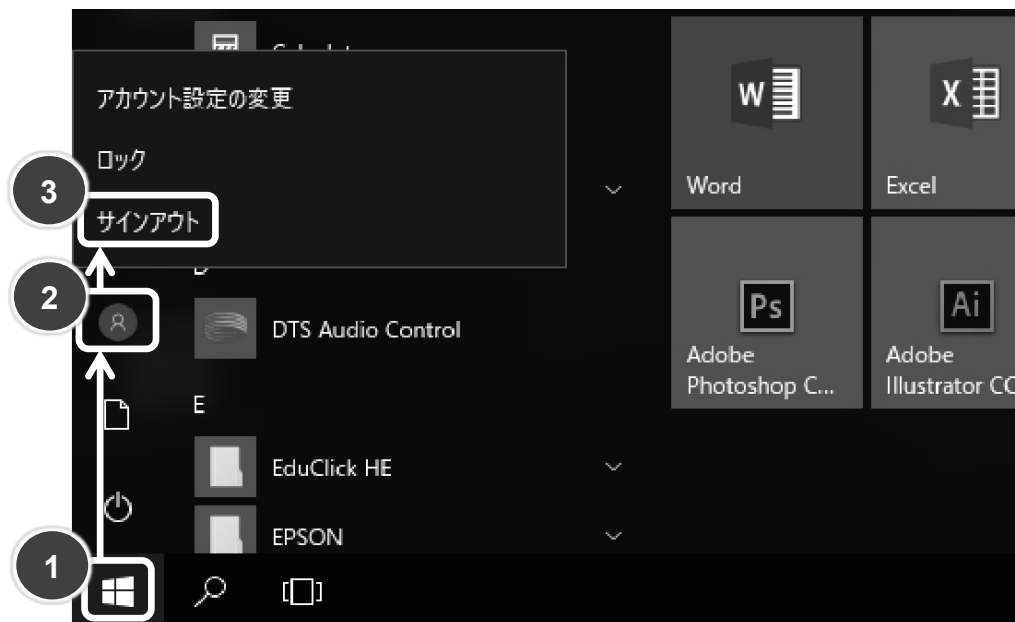 アカウント設定の変更
ロック
3
サインアウト
2
DTS Audio Control
E
EduClick HE
EPSON
1
W
Word
X
Excel
Ps
Adobe
Photoshop C...
Ai
Adobe
Illustrator CC